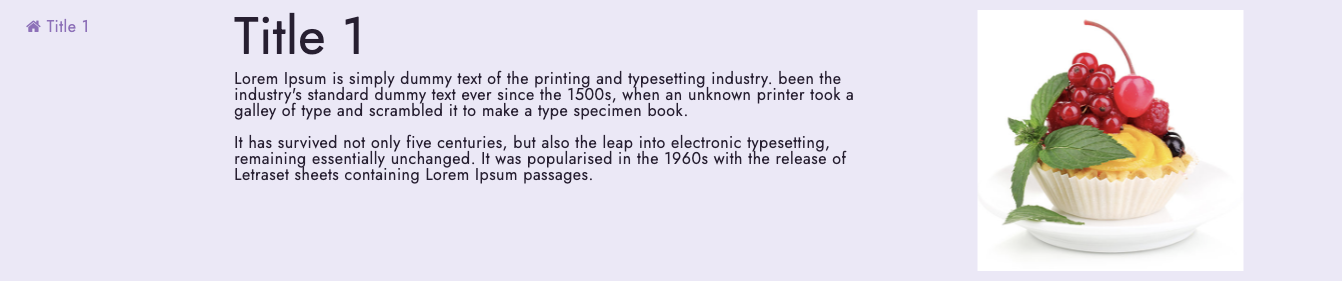 Title 1
Title 1
Lorem Ipsum is simply dummy text of the printing and typesetting industry. been the
industry's standard dummy text ever since the 1500s, when an unknown printer took a
galley of type and scrambled it to make a type specimen book.
It has survived not only five centuries, but also the leap into electronic typesetting,
remaining essentially unchanged. It was popularised in the 1960s with the release of
Letraset sheets containing Lorem Ipsum passages.